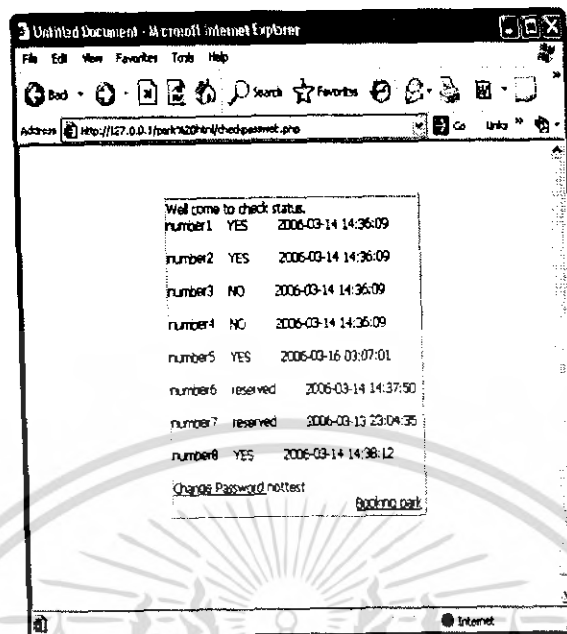 Untitled Document - Microsoft Internet Explorer
File Edit View Favorites Tools Help
Back Search Favorites
Address http://127.0.0.1/park%20html/checkpasswet.php Go Links
Well come to check status.
number1 YES 2006-03-14 14:36:09
number2 YES 2006-03-14 14:36:09
number3 NO 2006-03-14 14:36:09
number4 NO 2006-03-14 14:36:09
number5 YES 2006-03-16 03:07:01
number6 reserved 2006-03-14 14:37:50
number7 reserved 2006-03-13 23:04:35
number8 YES 2006-03-14 14:38:12
Change Password nottest
Booking park
Internet